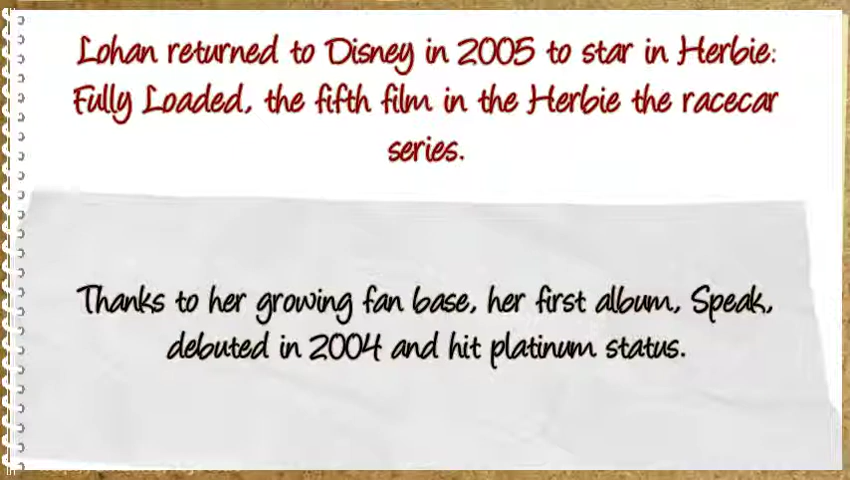 Lohan returned to Disney in 2005 to star in Herbie:
Fully Loaded, the fifth film in the Herbie the racecar
series.
Thanks to her growing fan base, her first album, Speak,
debuted in 2004 and hit platinum status.